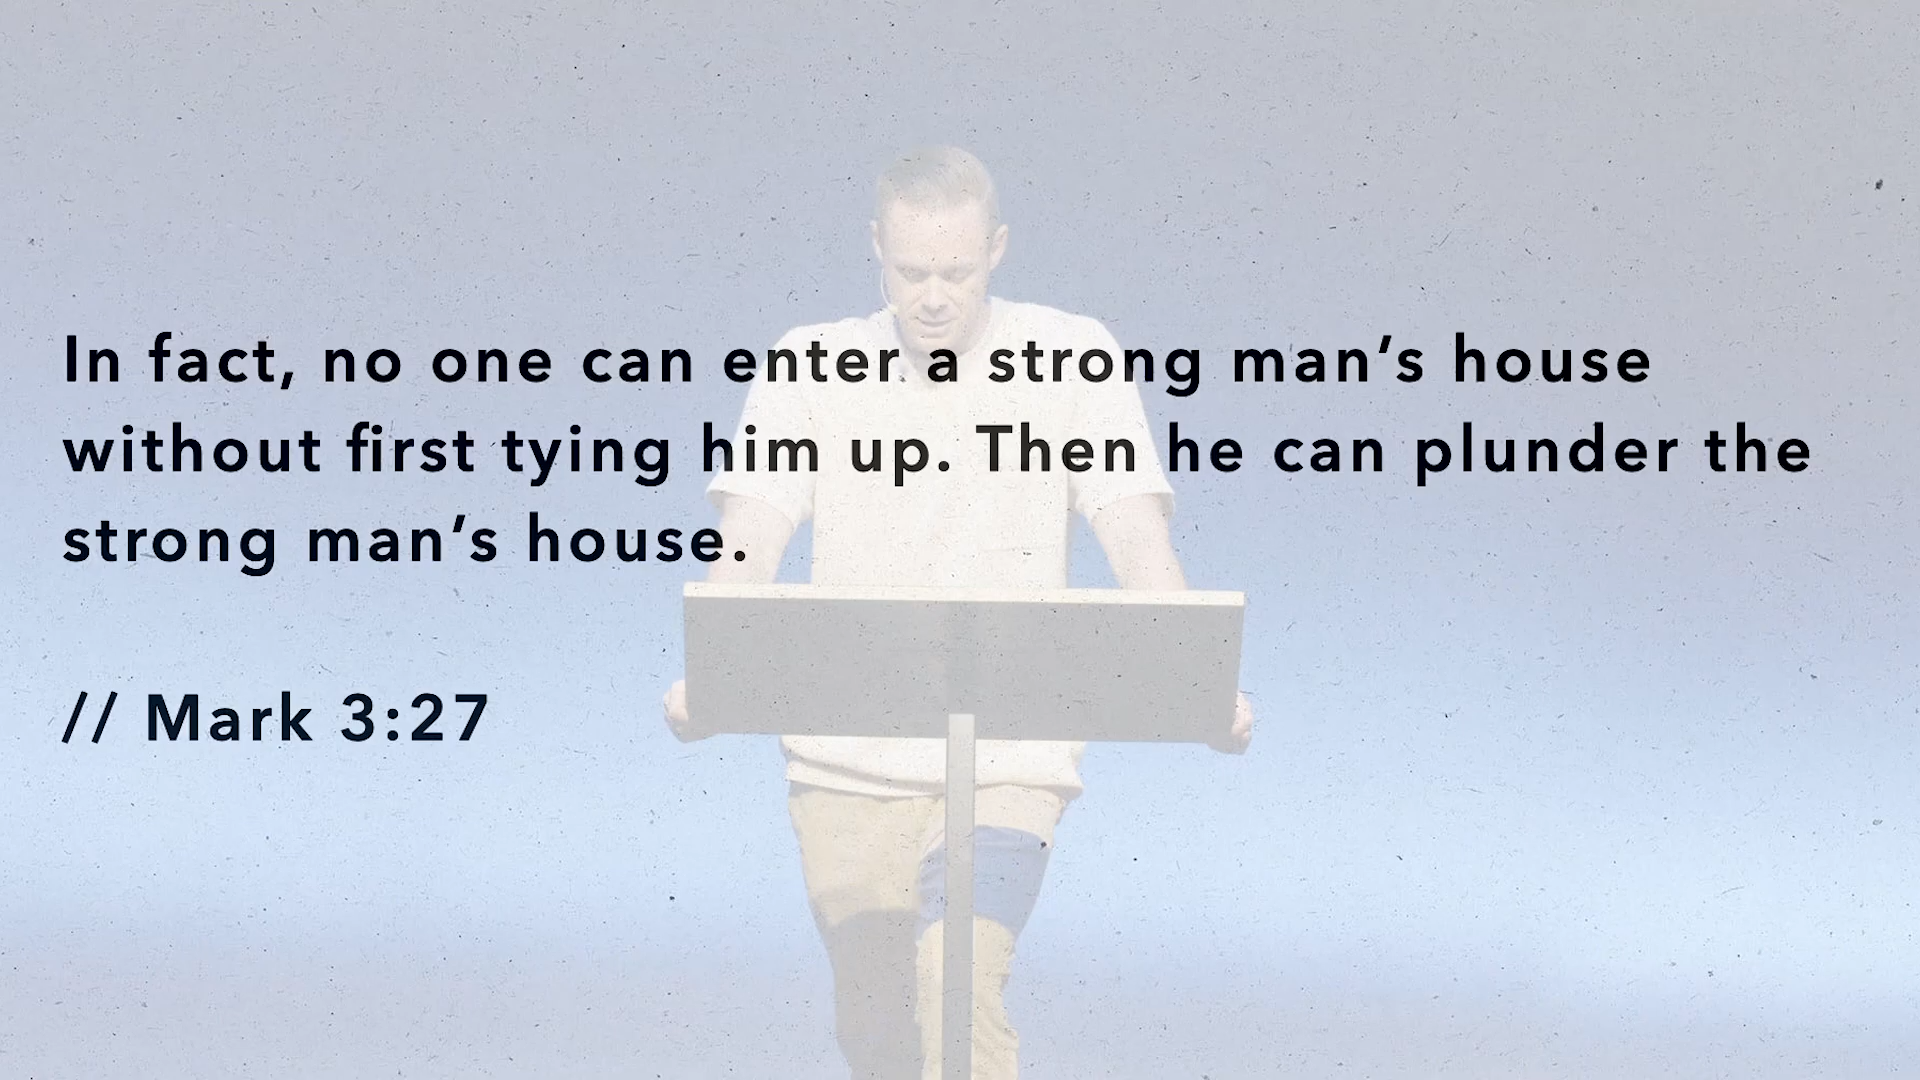 In fact, no one can enter a strong man’s house
without first tying him up. Then he can plunder the
strong man’s house.
// Mark 3:27